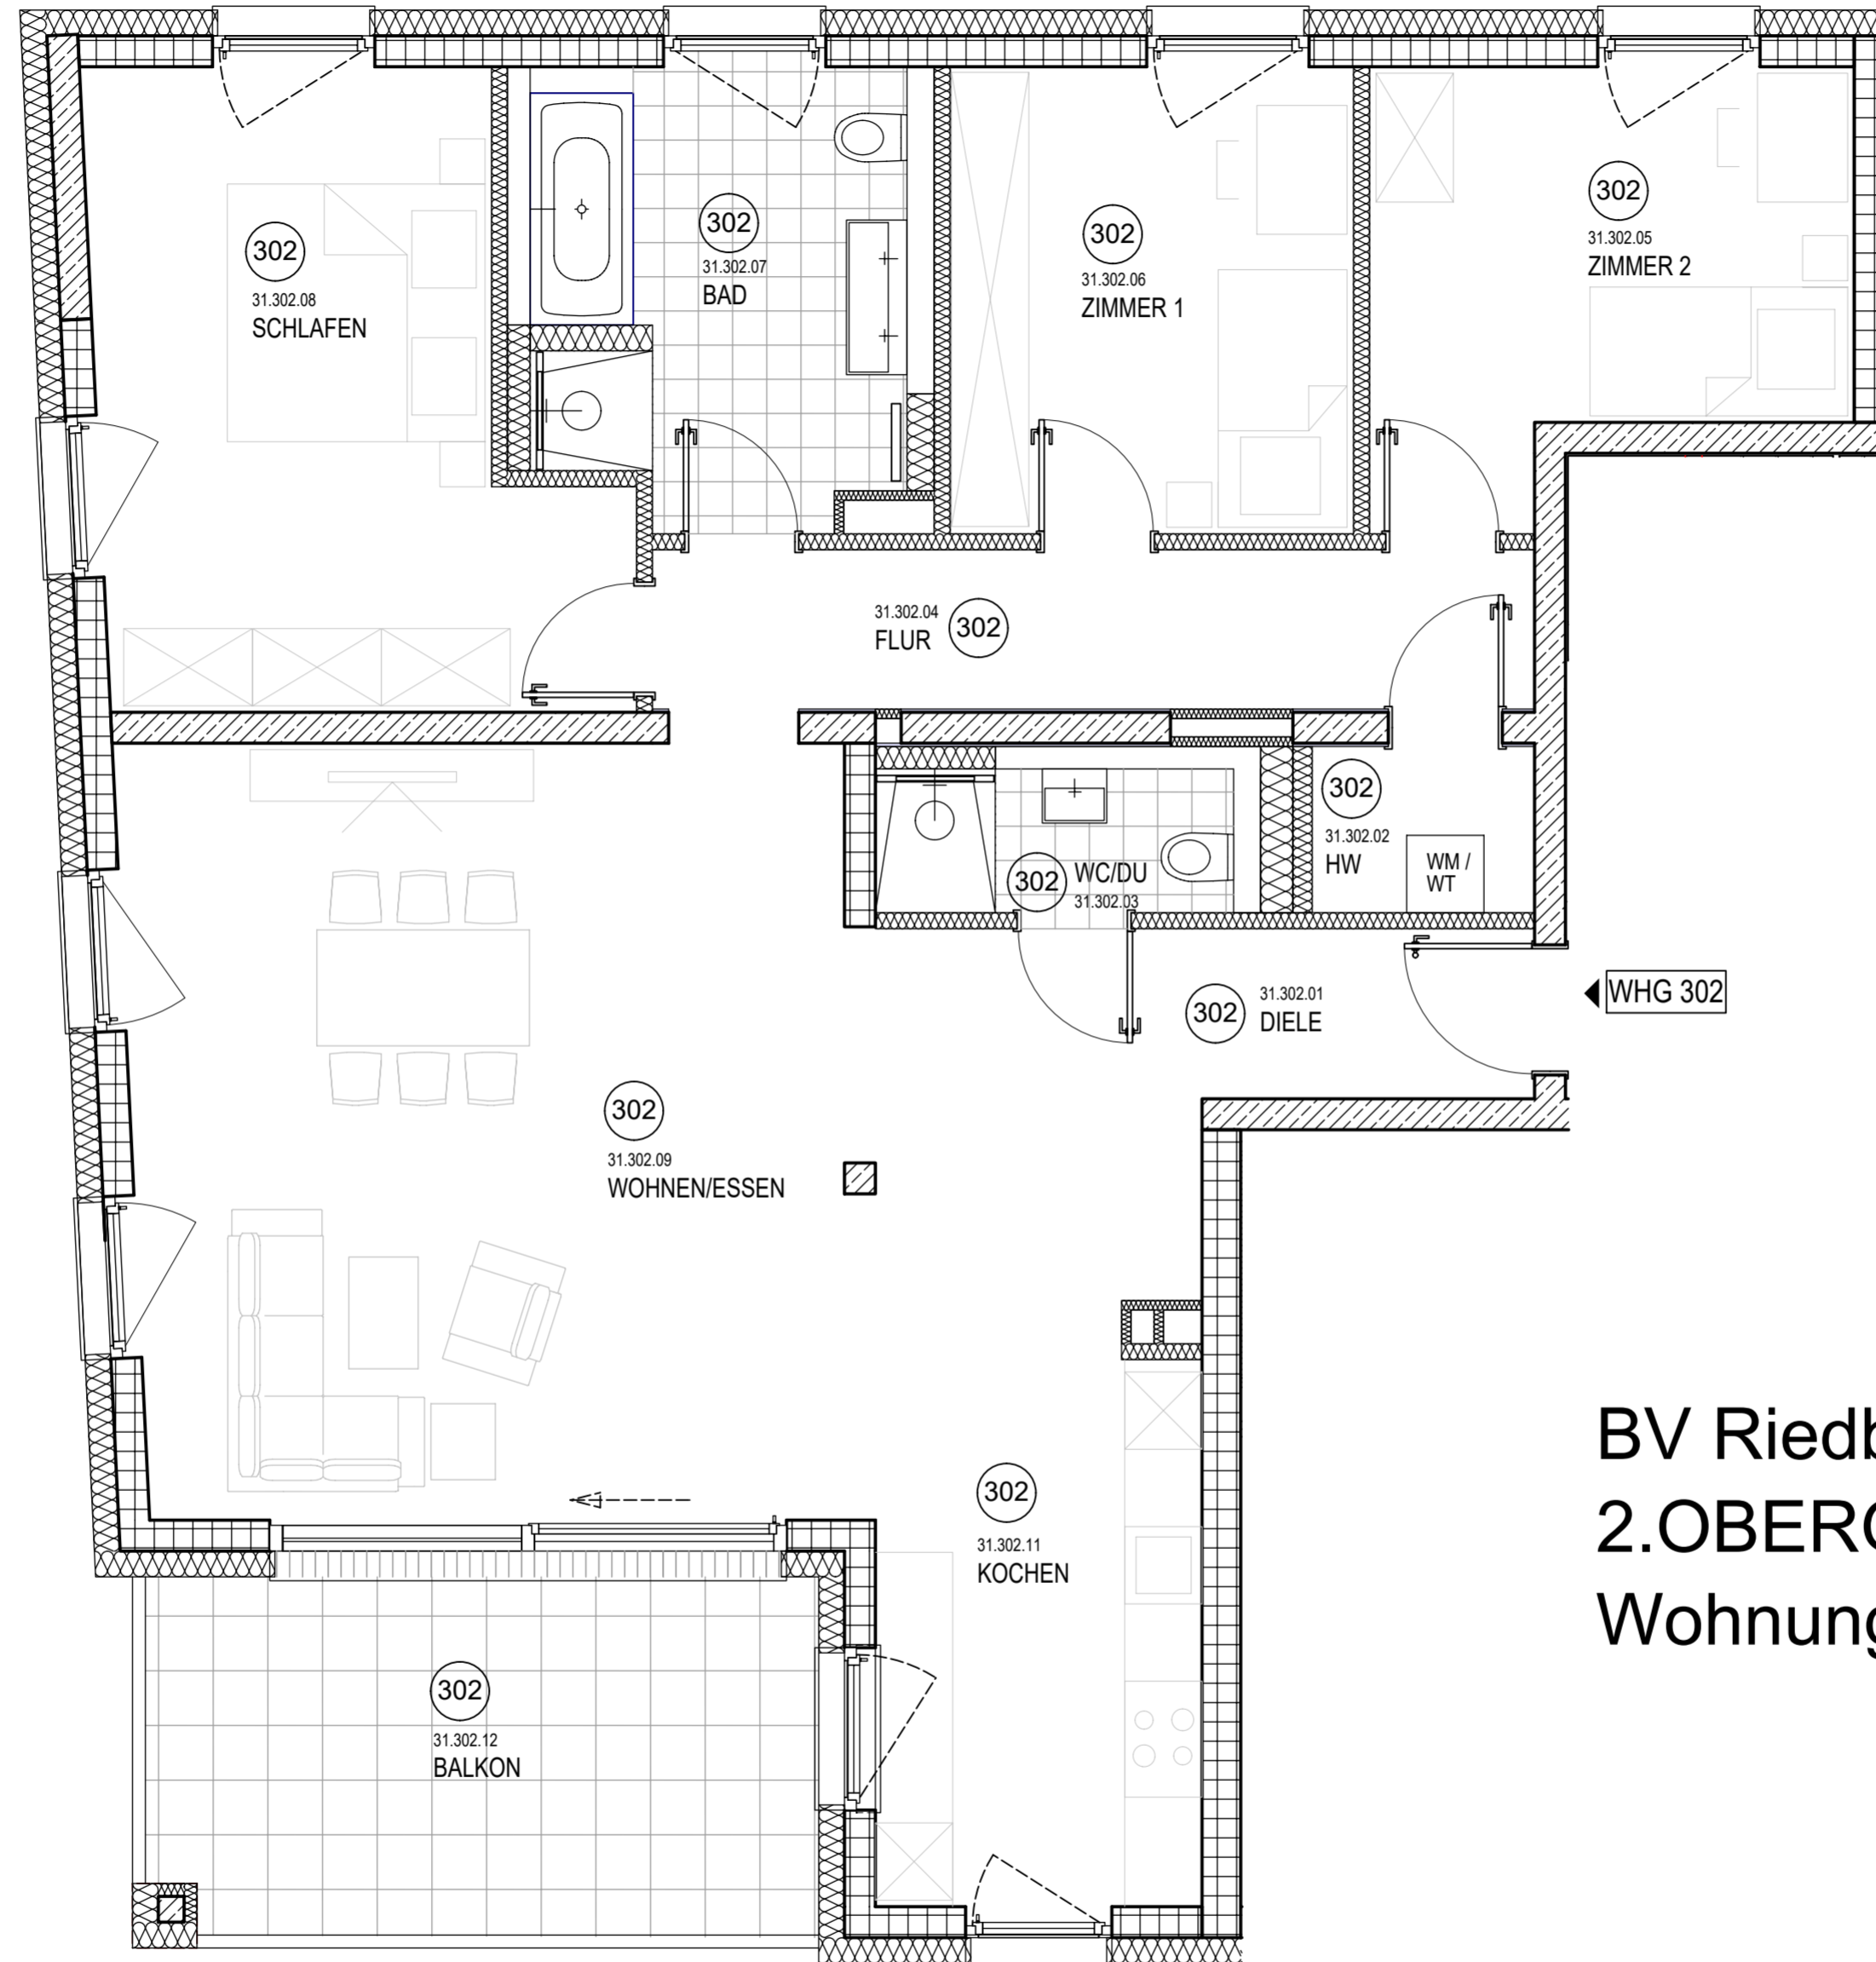 302
31.302.08
SCHLAFEN
302
31.302.07
BAD
302
31.302.06
ZIMMER 1
302
31.302.05
ZIMMER 2
31.302.04
FLUR
302
302
31.302.02
HW
WM /
WT
302
WC/DU
31.302.03
302
31.302.01
DIELE
WHG 302
302
31.302.09
WOHNEN/ESSEN
302
31.302.11
KOCHEN
302
31.302.12
BALKON
BV Riedb
2.OBERG
Wohnung